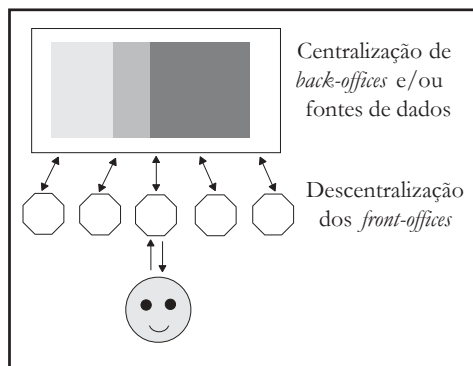 Centralização de
back-offices e/ou
fontes de dados
Descentralização
dos front-offices